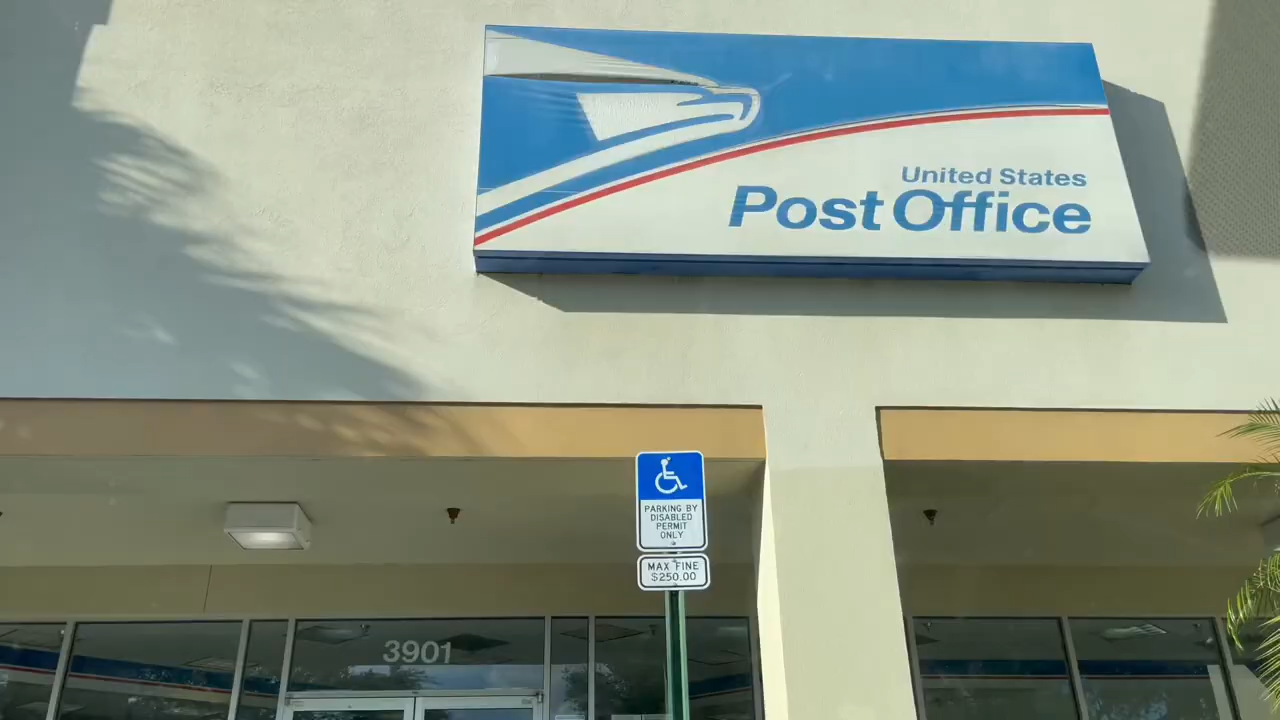 United States
Post Office
PARKING BY
DISABLED
PERMIT
ONLY
MAX FINE
$250.00
3901